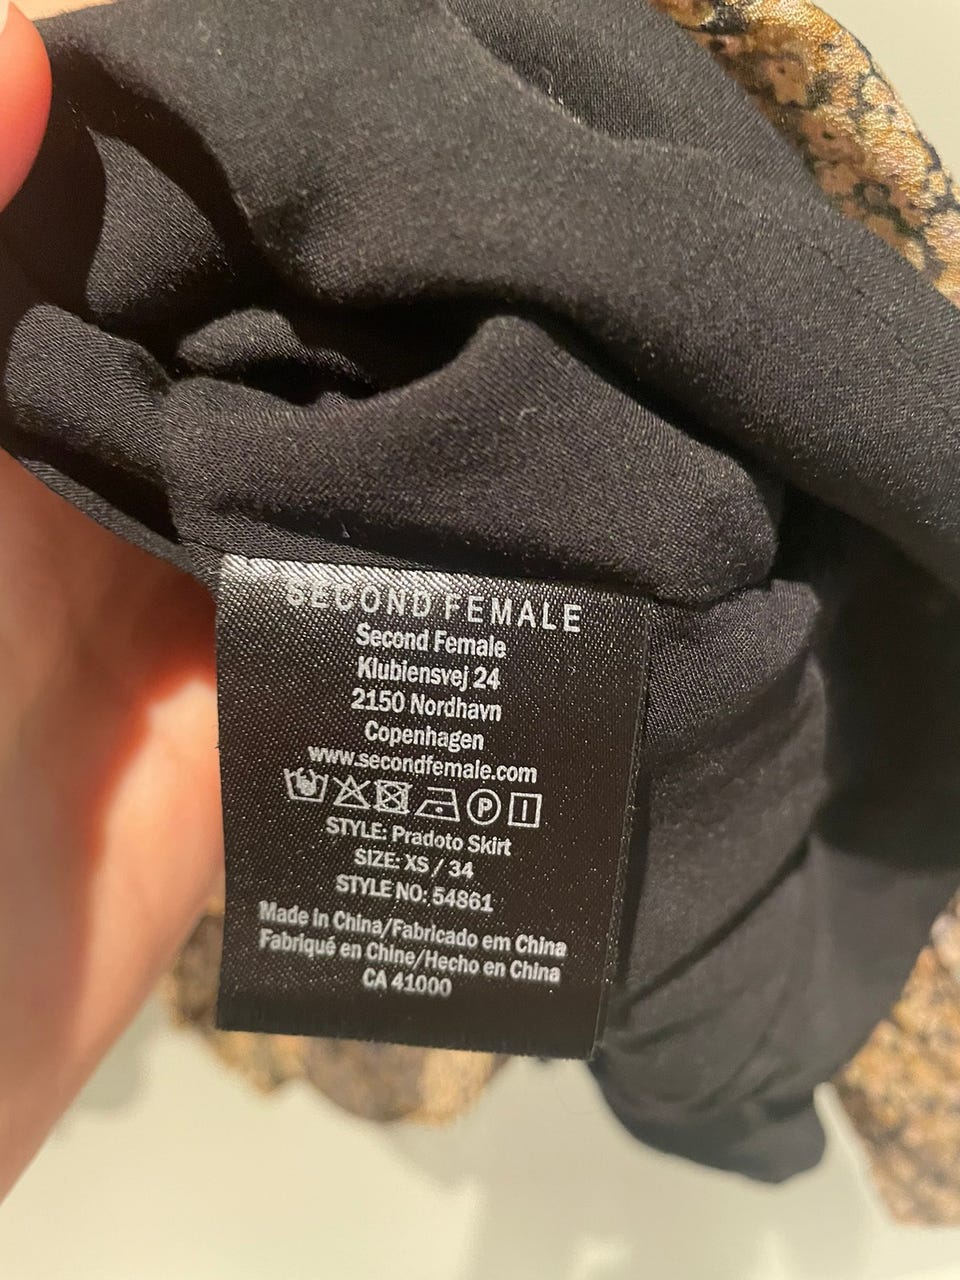 SECOND FEMALE
Second Female
Klubiensvej 24
2150 Nordhavn
Copenhagen
www.secondfemale.com
P
STYLE: Pradoto Skirt
SIZE: XS / 34
STYLE NO: 54861
Made in China/Fabricado em China
Fabriqué en Chine/Hecho en China
CA 41000